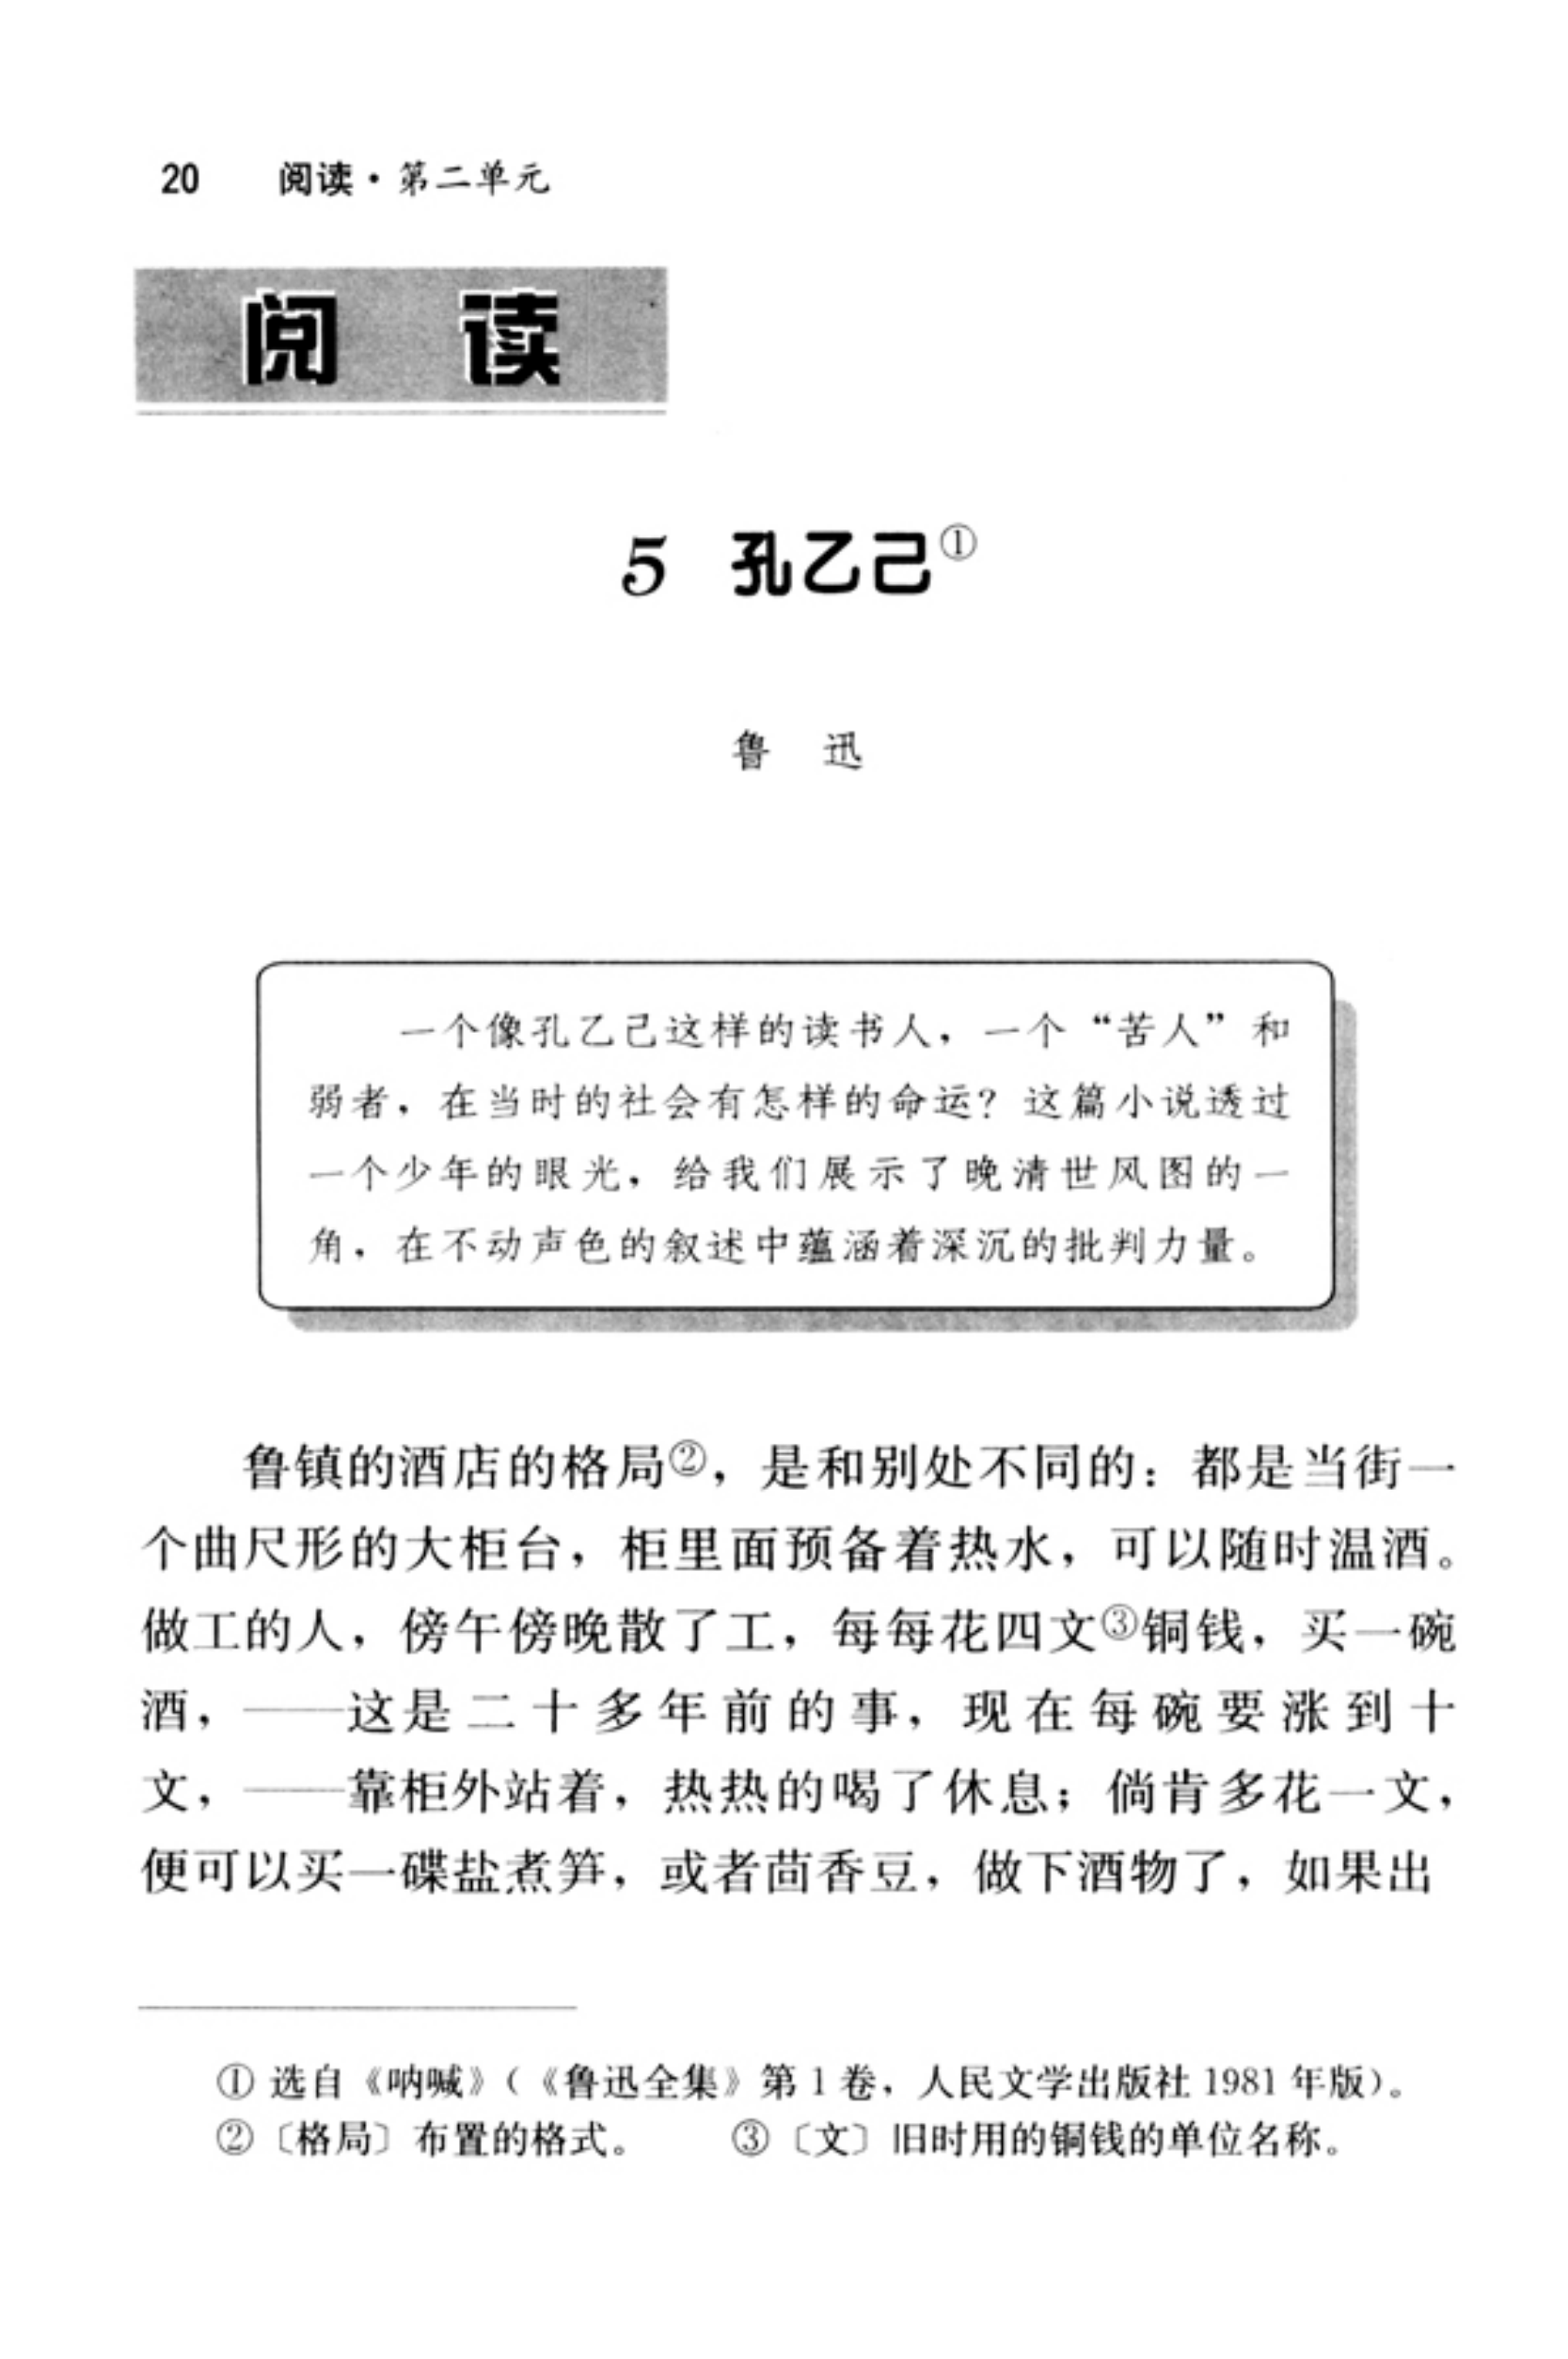 20 阅读·第二单元
阅 读
5 孔乙己①
鲁 迅
一个像孔乙己这样的读书人，一个“苦人”和
弱者，在当时的社会有怎样的命运？这篇小说透过
一个少年的眼光，给我们展示了晚清世风图的一
角，在不动声色的叙述中蕴涵着深沉的批判力量。
鲁镇的酒店的格局②，是和别处不同的：都是当街一
个曲尺形的大柜台，柜里面预备着热水，可以随时温酒。
做工的人，傍午傍晚散了工，每每花四文③铜钱，买一碗
酒，——这是二十多年前的事，现在每碗要涨到十
文，——靠柜外站着，热热的喝了休息；倘肯多花一文，
便可以买一碟盐煮笋，或者茴香豆，做下酒物了，如果出
① 选自《呐喊》（《鲁迅全集》第1卷，人民文学出版社1981年版）。
②〔格局〕布置的格式。 ③〔文〕旧时用的铜钱的单位名称。